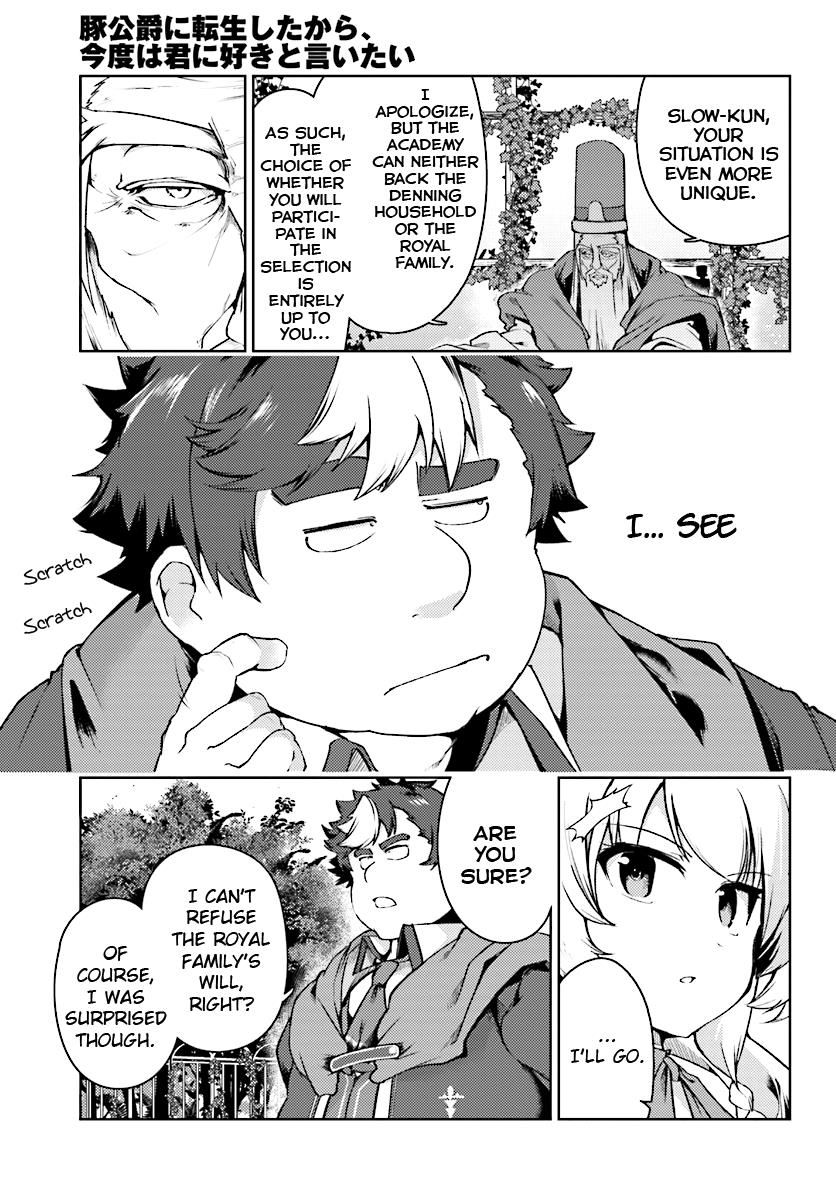 豚公爵に転生したから、
今度は君に好きと言いたい
SLOW-KUN,
YOUR
SITUATION IS
EVEN MORE
UNIQUE.
I
APOLOGIZE,
BUT THE
ACADEMY
CAN NEITHER
BACK THE
DENNING
HOUSEHOLD
OR THE
ROYAL
FAMILY.
AS SUCH,
THE
CHOICE OF
WHETHER
YOU WILL
PARTICI-
PATE IN
THE
SELECTION
IS
ENTIRELY
UP TO
YOU...
I... SEE
Scratch
Scratch
...
I'LL GO.
ARE
YOU
SURE?
I CAN'T
REFUSE
THE ROYAL
FAMILY'S
WILL,
RIGHT?
OF
COURSE,
I WAS
SURPRISED
THOUGH.